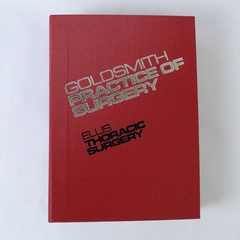 GOLDSMITH
PRACTICE OF
SURGERY
ELLIS
THORACIC
SURGERY